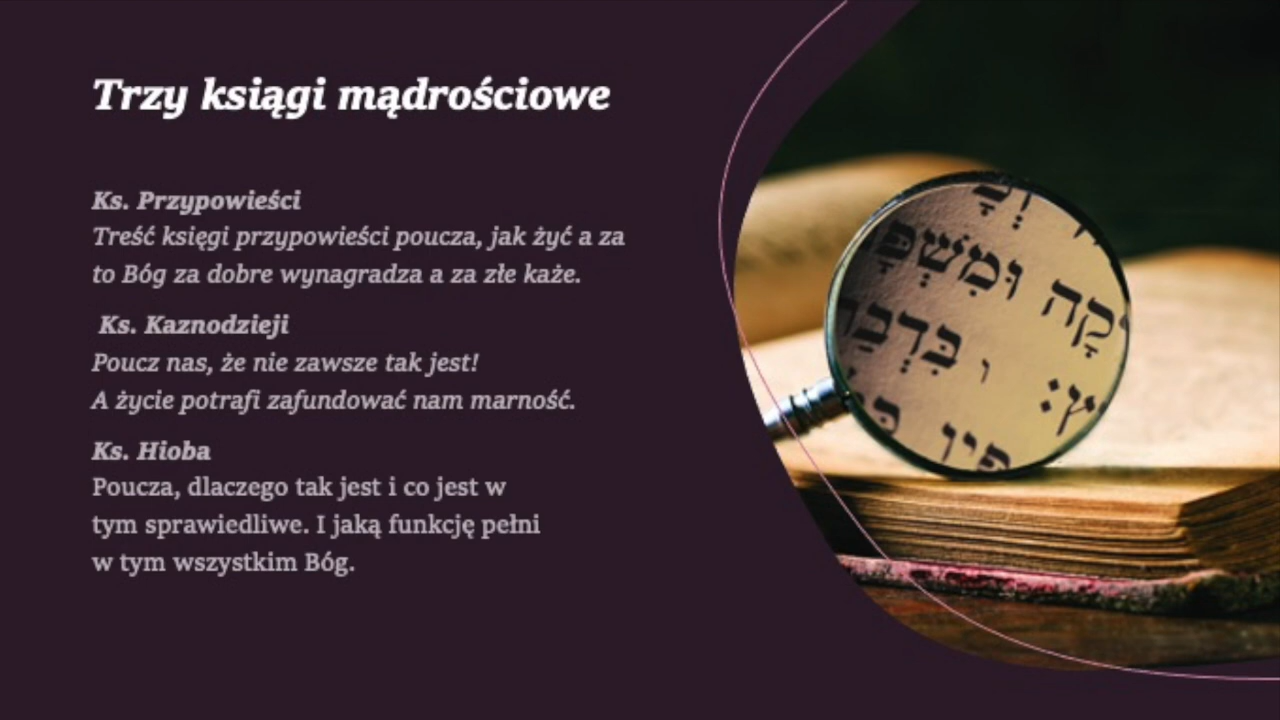 Trzy księgi mądrościowe
Ks. Przypowieści
Treść księgi przypowieści poucza, jak żyć a za
to Bóg za dobre wynagradza a za złe każe.
Ks. Kaznodzieji
Poucz nas, że nie zawsze tak jest!
A życie potrafi zafundować nam marność.
Ks. Hioba
Poucza, dlaczego tak jest i co jest w
tym sprawiedliwe. I jaką funkcję pełni
w tym wszystkim Bóg.